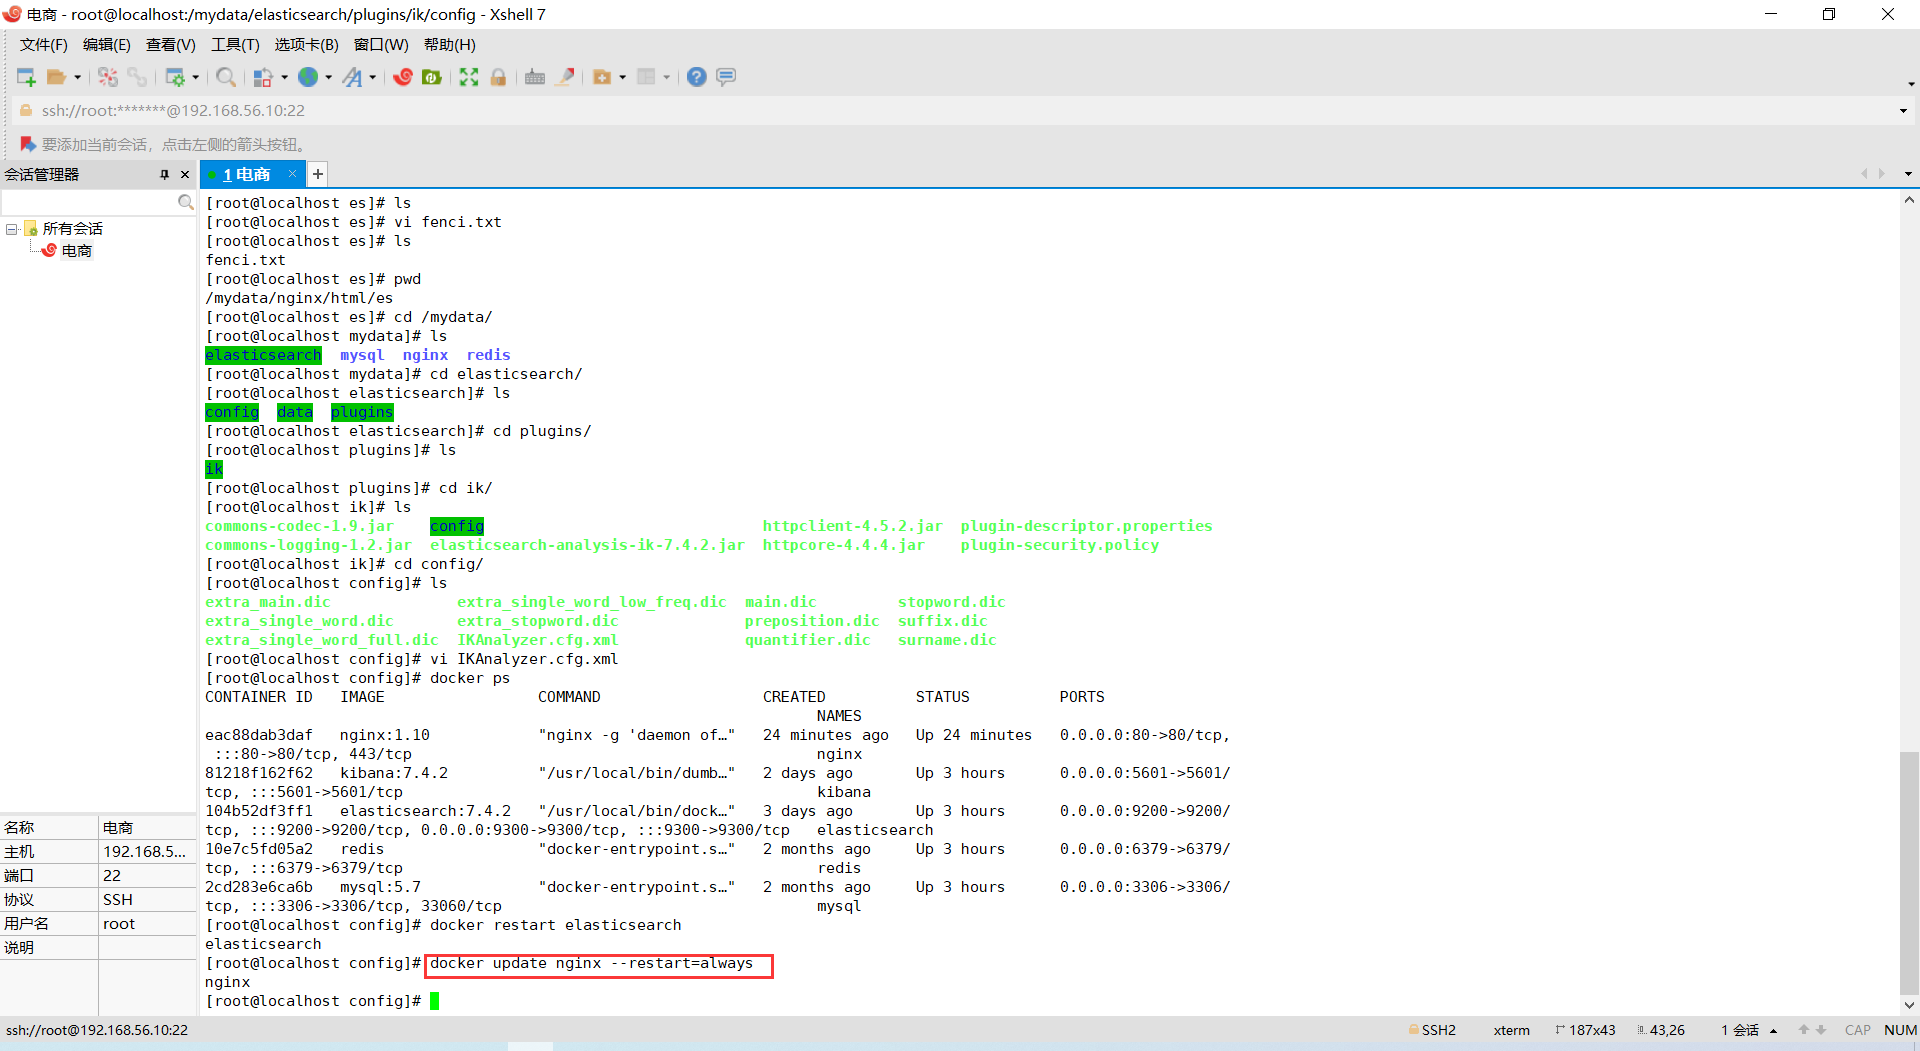 电商 - root@localhost:/mydata/elasticsearch/plugins/ik/config - Xshell 7
文件(F) 编辑(E) 查看(V) 工具(T) 选项卡(B) 窗口(W) 帮助(H)
ssh://root:*******@192.168.56.10:22
要添加当前会话，点击左侧的箭头按钮。
会话管理器
1 电商
所有会话
电商
[root@localhost es]# ls
[root@localhost es]# vi fenci.txt
[root@localhost es]# ls
fenci.txt
[root@localhost es]# pwd
/mydata/nginx/html/es
[root@localhost es]# cd /mydata/
[root@localhost mydata]# ls
elasticsearch  mysql  nginx  redis
[root@localhost mydata]# cd elasticsearch/
[root@localhost elasticsearch]# ls
config  data  plugins
[root@localhost elasticsearch]# cd plugins/
[root@localhost plugins]# ls
ik
[root@localhost plugins]# cd ik/
[root@localhost ik]# ls
commons-codec-1.9.jar    config                               httpclient-4.5.2.jar  plugin-descriptor.properties
commons-logging-1.2.jar  elasticsearch-analysis-ik-7.4.2.jar  httpcore-4.4.4.jar    plugin-security.policy
[root@localhost ik]# cd config/
[root@localhost config]# ls
extra_main.dic              extra_single_word_low_freq.dic  main.dic         stopword.dic
extra_single_word.dic       extra_stopword.dic              preposition.dic  suffix.dic
extra_single_word_full.dic  IKAnalyzer.cfg.xml              quantifier.dic   surname.dic
[root@localhost config]# vi IKAnalyzer.cfg.xml
[root@localhost config]# docker ps
CONTAINER ID   IMAGE                 COMMAND                  CREATED          STATUS          PORTS
NAMES
eac88dab3daf   nginx:1.10            "nginx -g 'daemon of…"   24 minutes ago   Up 24 minutes   0.0.0.0:80->80/tcp,
:::80->80/tcp, 443/tcp                                             nginx
81218f162f62   kibana:7.4.2          "/usr/local/bin/dumb…"   2 days ago       Up 3 hours      0.0.0.0:5601->5601/
tcp, :::5601->5601/tcp                                              kibana
104b52df3ff1   elasticsearch:7.4.2   "/usr/local/bin/dock…"   3 days ago       Up 3 hours      0.0.0.0:9200->9200/
tcp, :::9200->9200/tcp, 0.0.0.0:9300->9300/tcp, :::9300->9300/tcp   elasticsearch
10e7c5fd05a2   redis                 "docker-entrypoint.s…"   2 months ago     Up 3 hours      0.0.0.0:6379->6379/
tcp, :::6379->6379/tcp                                              redis
2cd283e6ca6b   mysql:5.7             "docker-entrypoint.s…"   2 months ago     Up 3 hours      0.0.0.0:3306->3306/
tcp, :::3306->3306/tcp, 33060/tcp                                   mysql
[root@localhost config]# docker restart elasticsearch
elasticsearch
[root@localhost config]# docker update nginx --restart=always
nginx
[root@localhost config]#
名称 电商
主机 192.168.5...
端口 22
协议 SSH
用户名 root
说明
ssh://root@192.168.56.10:22 SSH2 xterm 187x43 43,26 1 会话 CAP NUM